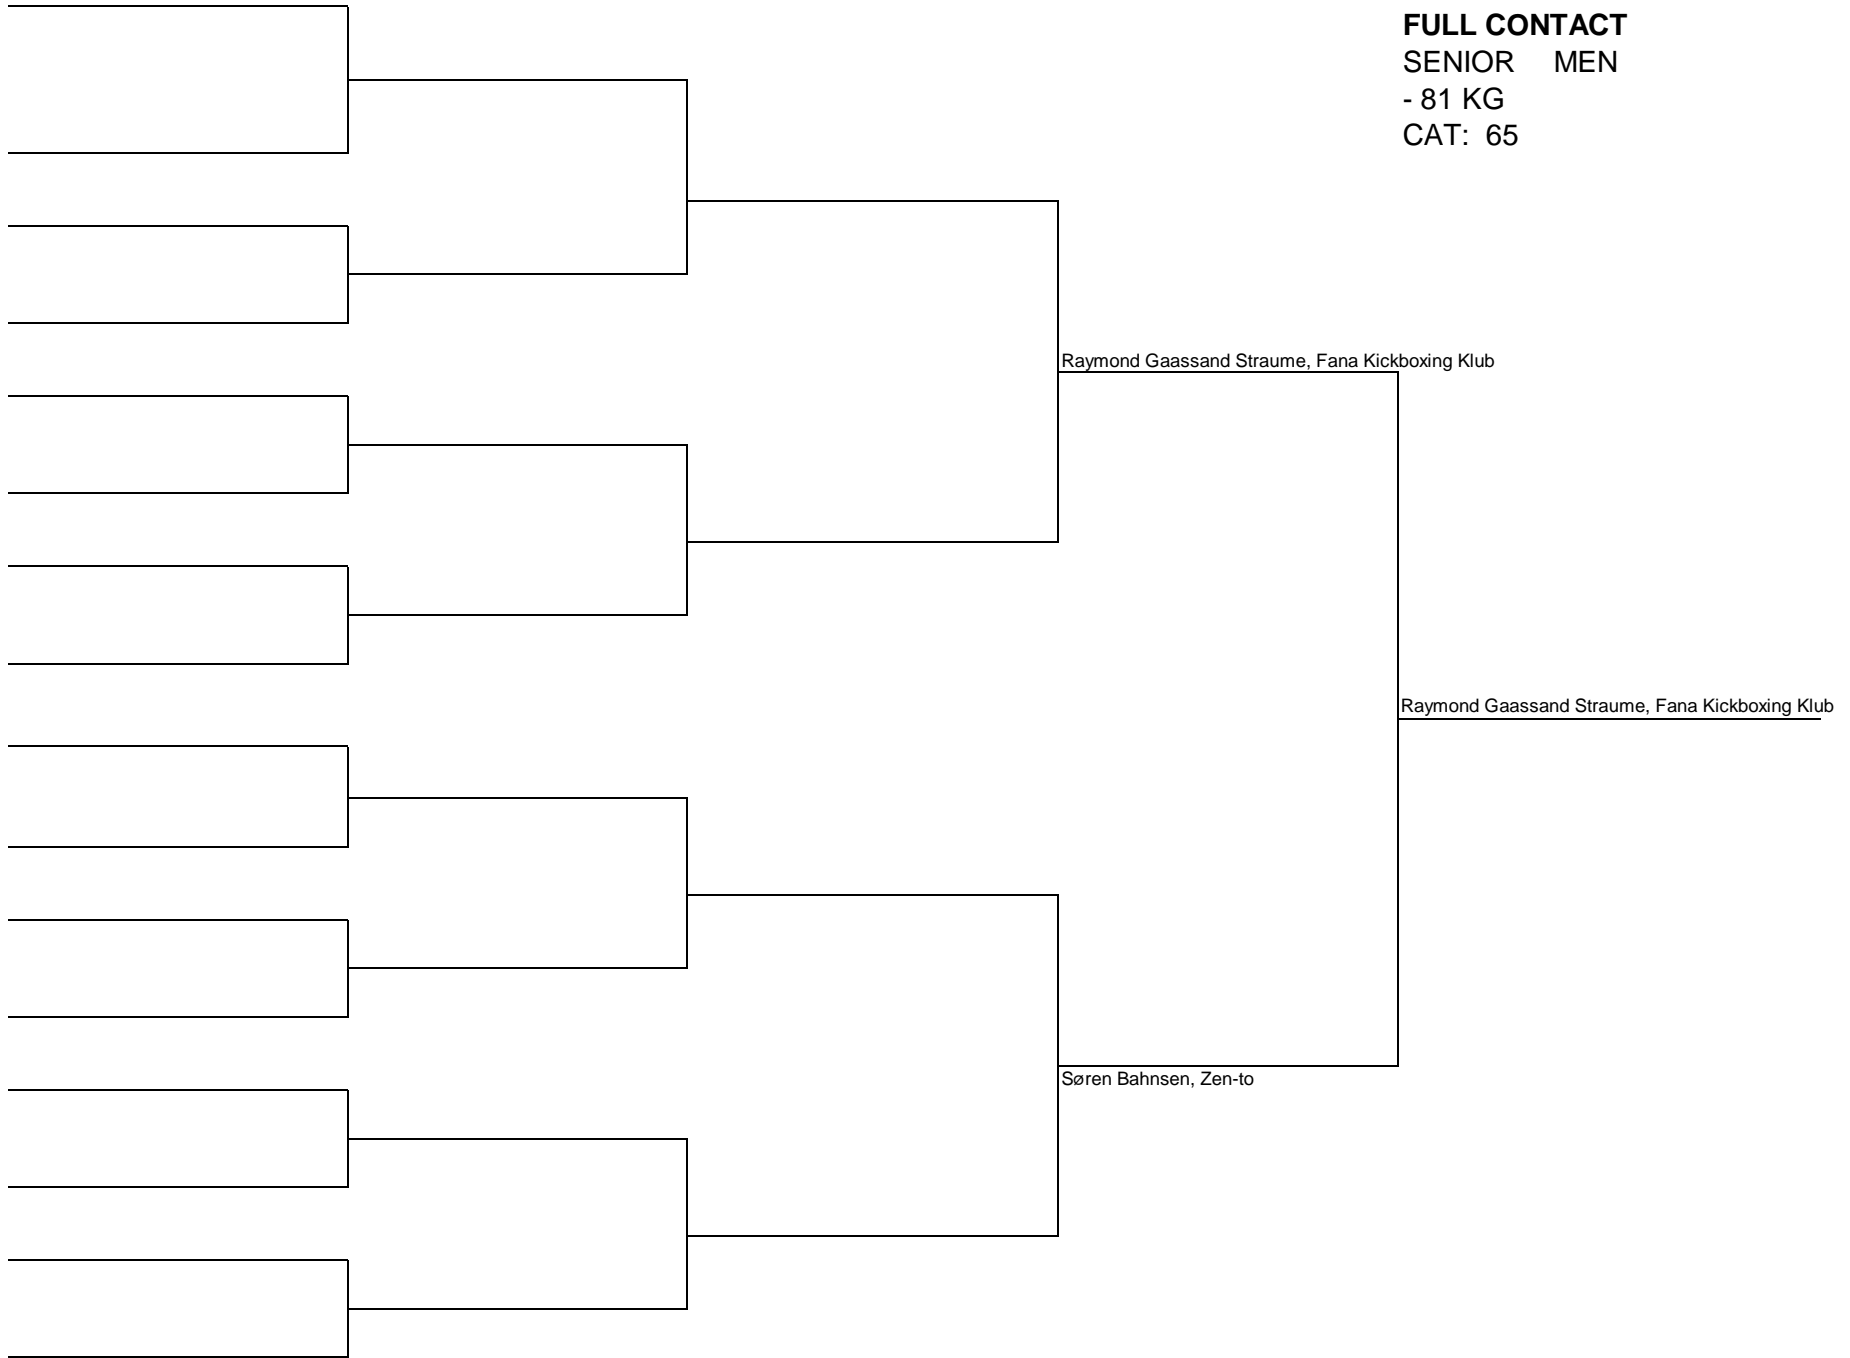 FULL CONTACT
SENIOR MEN
- 81 KG
CAT: 65
Raymond Gaassand Straume, Fana Kickboxing Klub
Raymond Gaassand Straume, Fana Kickboxing Klub
Søren Bahnsen, Zen-to